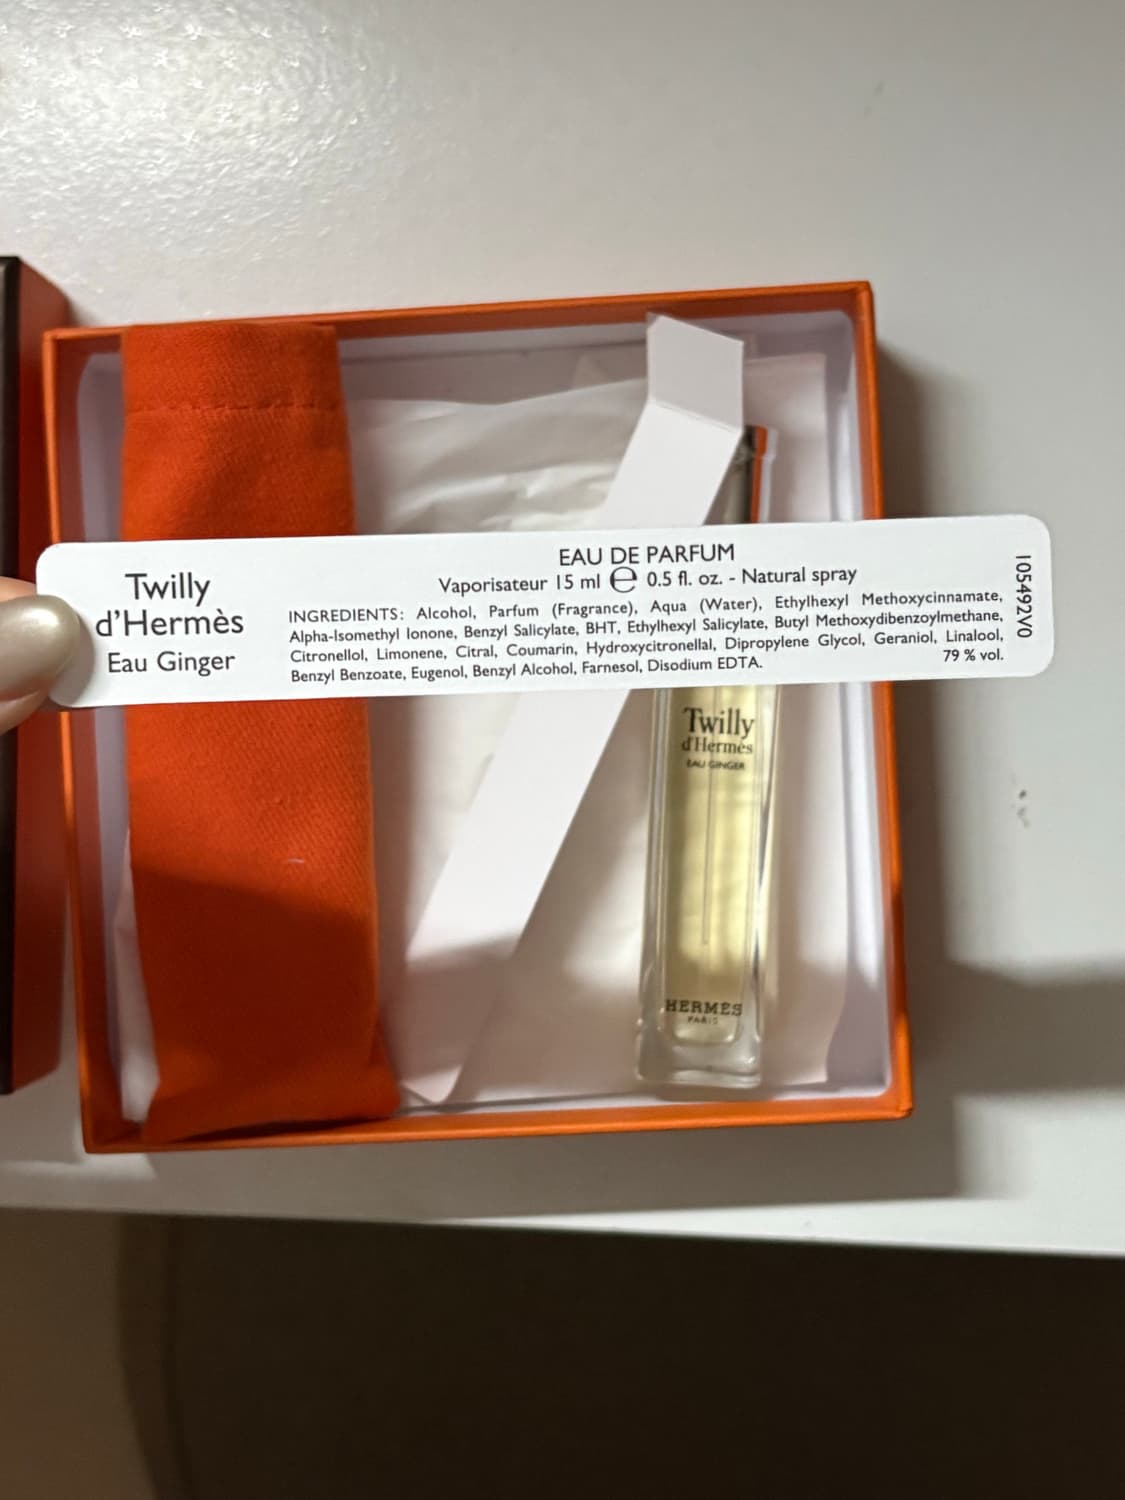 Twilly
d'Hermès
Eau Ginger
EAU DE PARFUM
Vaporisateur 15 ml ℮ 0.5 fl. oz. - Natural spray
INGREDIENTS: Alcohol, Parfum (Fragrance), Aqua (Water), Ethylhexyl Methoxycinnamate,
Alpha-Isomethyl Ionone, Benzyl Salicylate, BHT, Ethylhexyl Salicylate, Butyl Methoxydibenzoylmethane,
Citronellol, Limonene, Citral, Coumarin, Hydroxycitronellal, Dipropylene Glycol, Geraniol, Linalool,
Benzyl Benzoate, Eugenol, Benzyl Alcohol, Farnesol, Disodium EDTA.
79 % vol.
105492V0
Twilly
d'Hermès
EAU GINGER
HERMÈS
PARIS